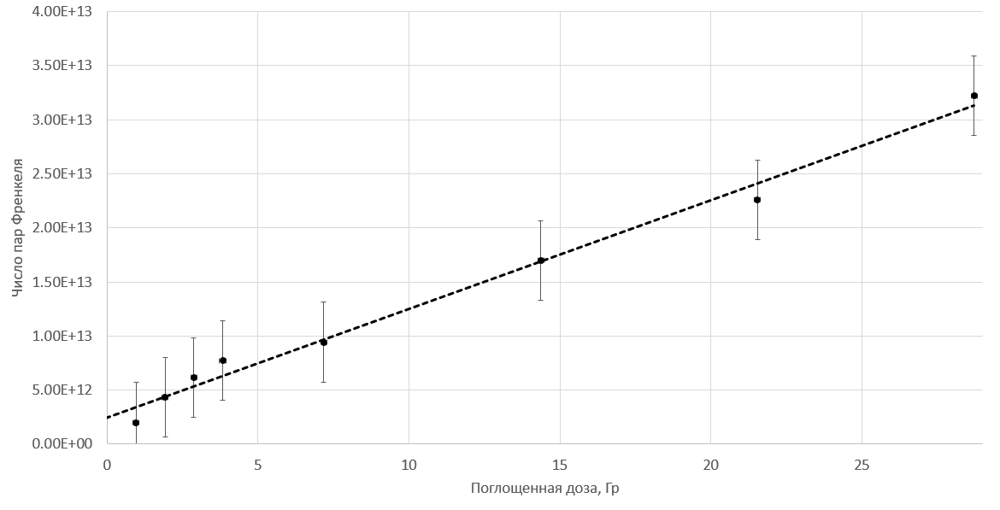 4.00E+13
3.50E+13
3.00E+13
2.50E+13
2.00E+13
1.50E+13
1.00E+13
5.00E+12
0.00E+00
Число пар Френкеля
0 5 10 15 20 25
Поглощенная доза, Гр